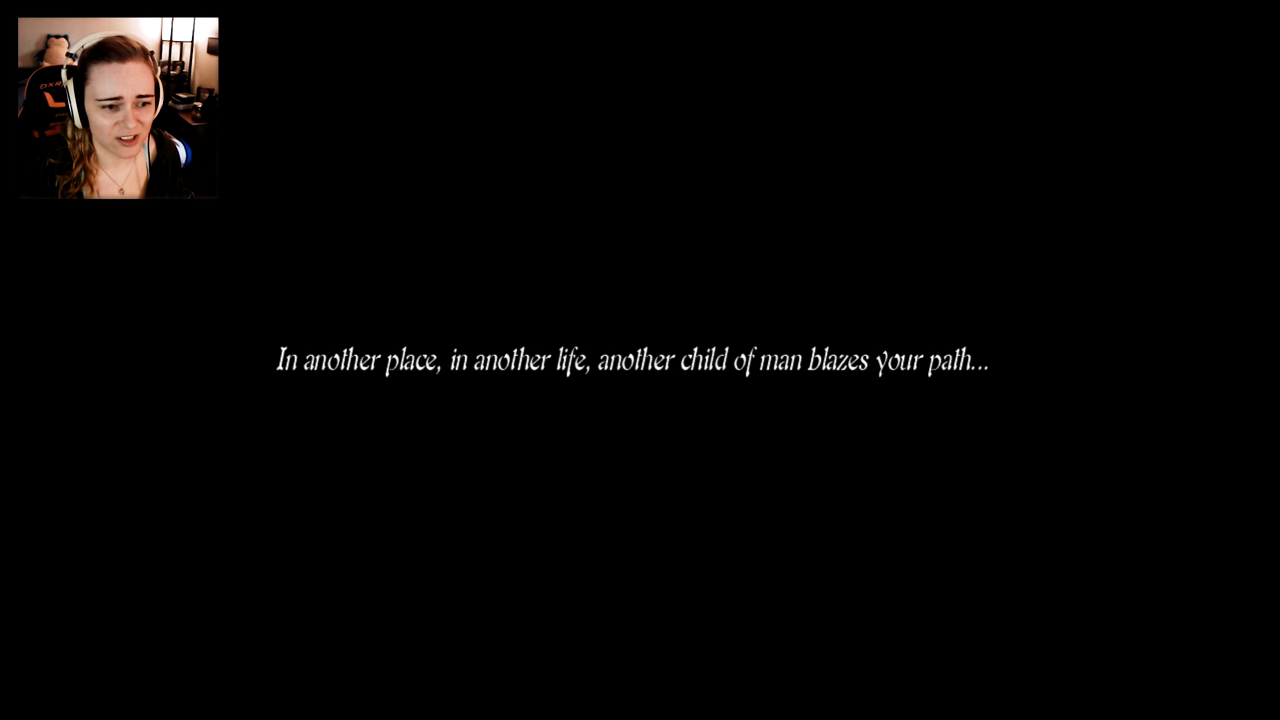 In another place, in another life, another child of man blazes your path...